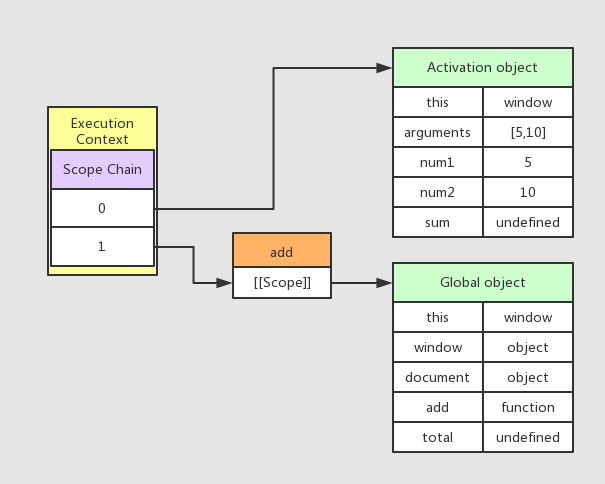 Execution
Context
Scope Chain
0
1
add
[[Scope]]
Activation object
this window
arguments [5,10]
num1 5
num2 10
sum undefined
Global object
this window
window object
document object
add function
total undefined